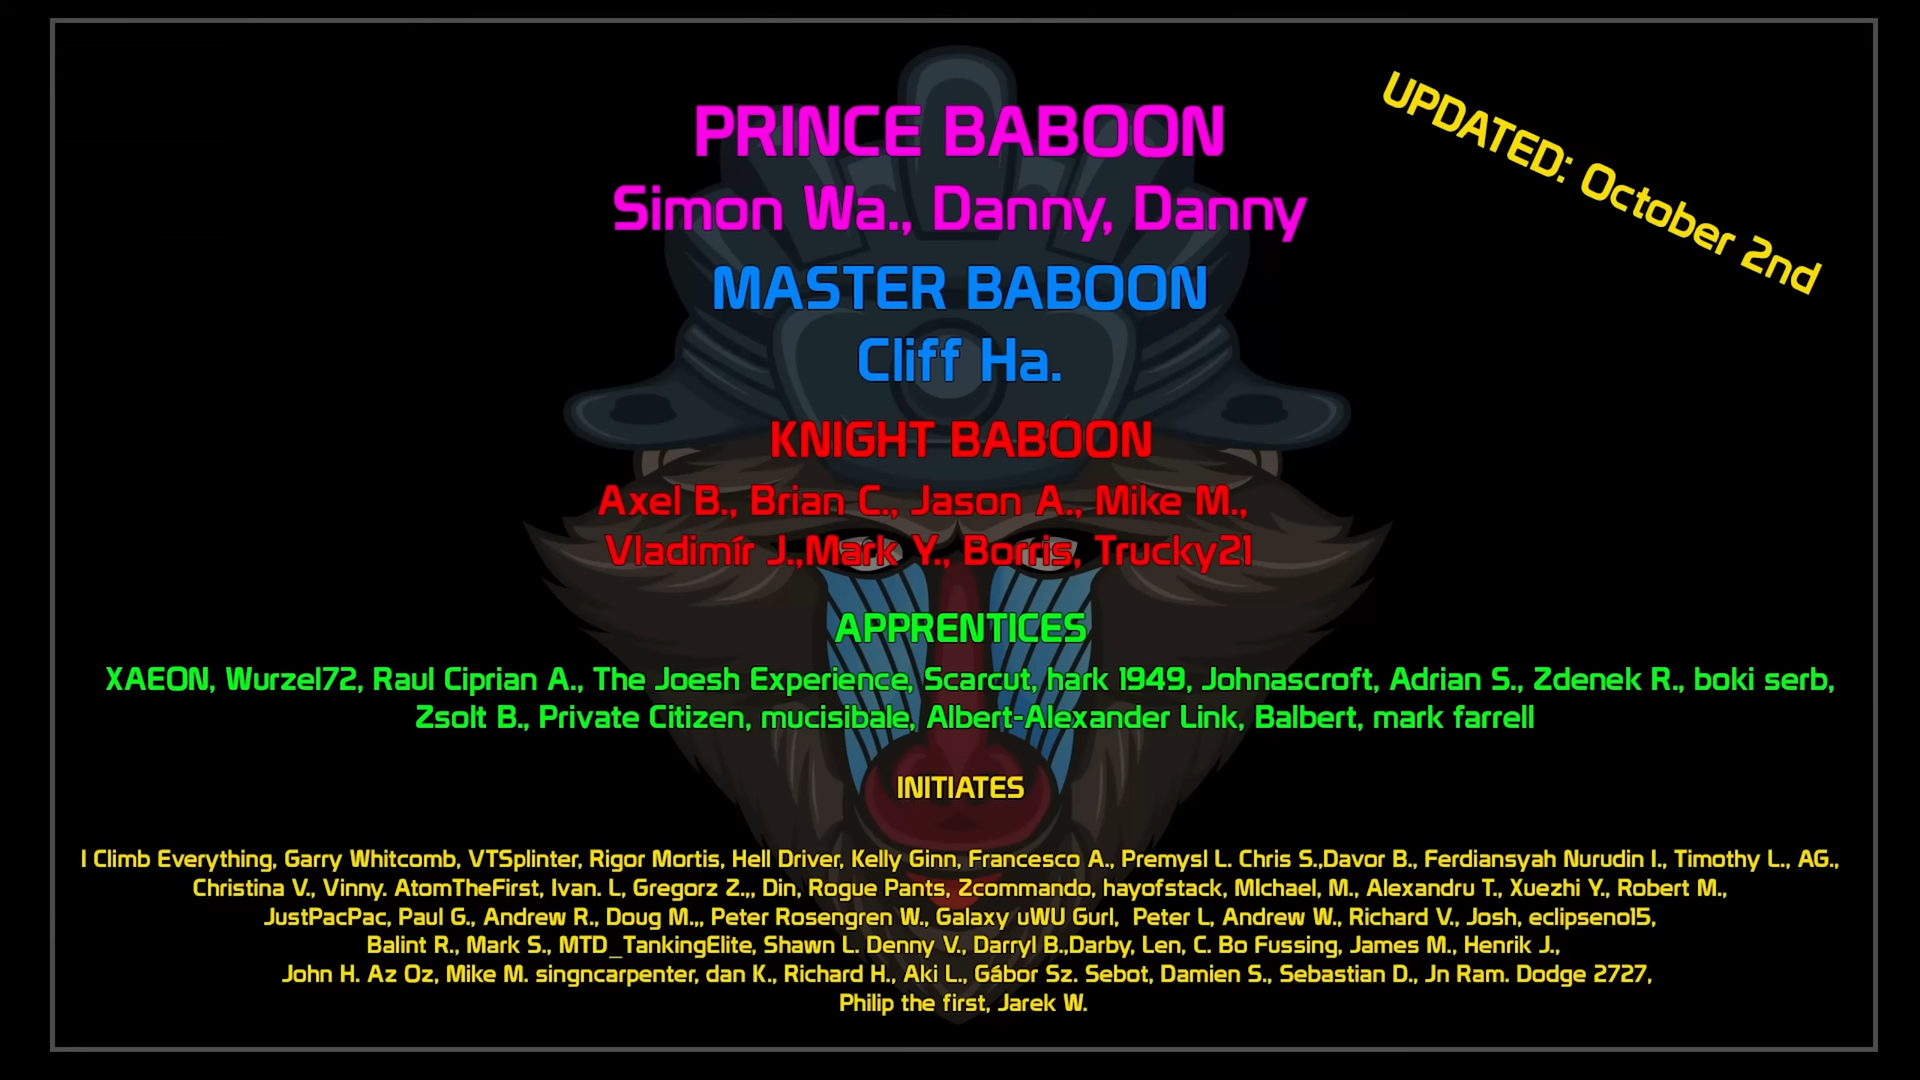 PRINCE BABOON
UPDATED: October 2nd
Simon Wa., Danny, Danny
MASTER BABOON
Cliff Ha.
KNIGHT BABOON
Axel B., Brian C., Jason A., Mike M.,
Vladimír J.,Mark Y., Borris, Trucky21
APPRENTICES
XAEON, Wurzel72, Raul Ciprian A., The Joesh Experience, Scarcut, hark 1949, Johnascroft, Adrian S., Zdenek R., boki serb,
Zsolt B., Private Citizen, mucisibale, Albert-Alexander Link, Balbert, mark farrell
INITIATES
I Climb Everything, Garry Whitcomb, VTSplinter, Rigor Mortis, Hell Driver, Kelly Ginn, Francesco A., Premysl L. Chris S.,Davor B., Ferdiansyah Nurudin I., Timothy L., AG.,
Christina V., Vinny. AtomTheFirst, Ivan. L, Gregorz Z.,, Din, Rogue Pants, Zcommando, hayofstack, MIchael, M., Alexandru T., Xuezhi Y., Robert M.,
JustPacPac, Paul G., Andrew R., Doug M.,, Peter Rosengren W., Galaxy uWU Gurl, Peter L, Andrew W., Richard V., Josh, eclipseno15,
Balint R., Mark S., MTD_TankingElite, Shawn L. Denny V., Darryl B.,Darby, Len, C. Bo Fussing, James M., Henrik J.,
John H. Az Oz, Mike M. singncarpenter, dan K., Richard H., Aki L., Gábor Sz. Sebot, Damien S., Sebastian D., Jn Ram. Dodge 2727,
Philip the first, Jarek W.